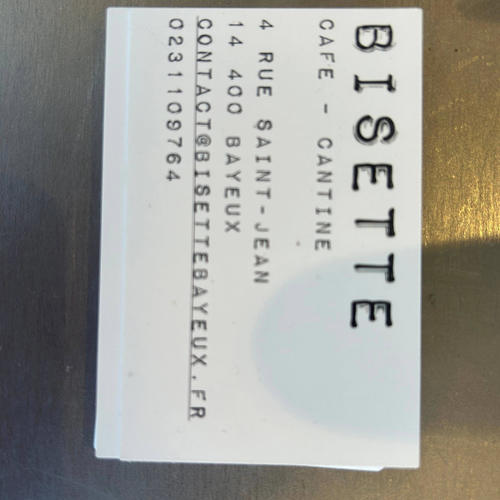 BISETTE
CAFE - CANTINE
4 RUE SAINT-JEAN
14 400 BAYEUX
CONTACT@BISETTEBAYEUX.FR
0231109764